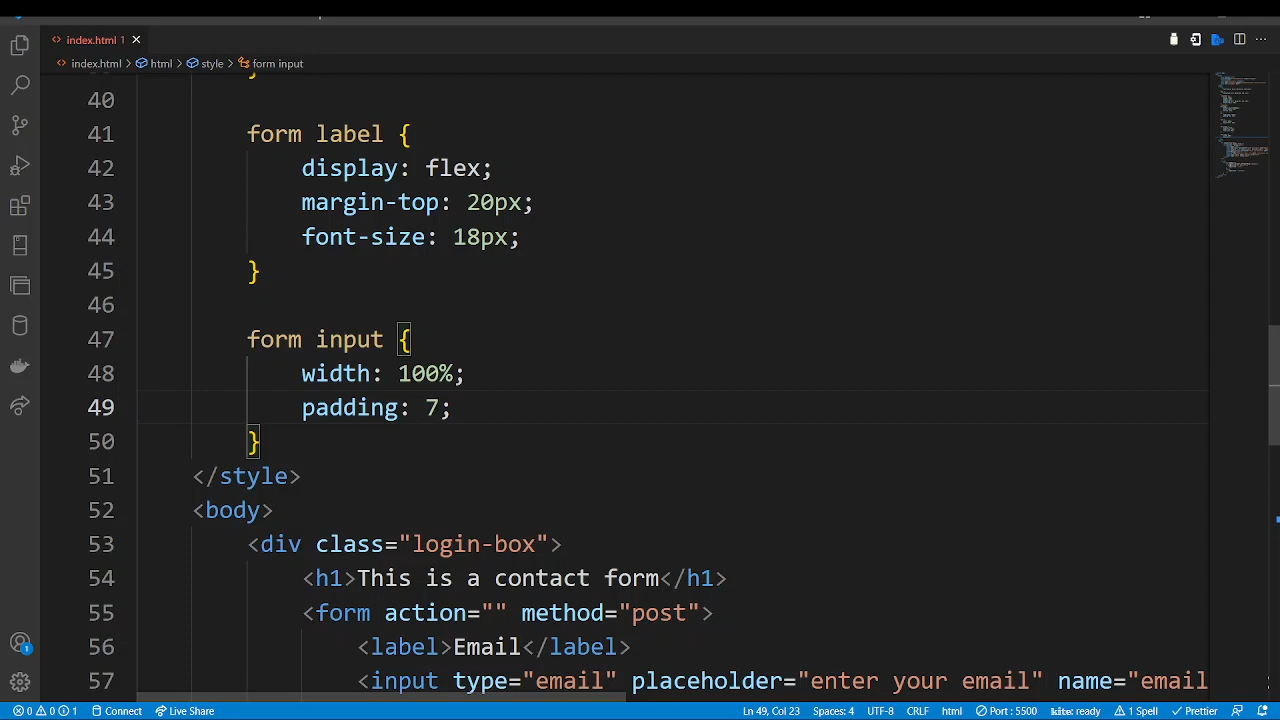 index.html 1
index.html > html > style > form input
40
41 form label {
42 display: flex;
43 margin-top: 20px;
44 font-size: 18px;
45 }
46
47 form input {
48 width: 100%;
49 padding: 7;
50 }
51 </style>
52 <body>
53 <div class="login-box">
54 <h1>This is a contact form</h1>
55 <form action="" method="post">
56 <label>Email</label>
57 <input type="email" placeholder="enter your email" name="email
1 0 0 1 Connect Live Share Ln 49, Col 23 Spaces: 4 UTF-8 CRLF html Port : 5500 kite: ready 1 Spell Prettier